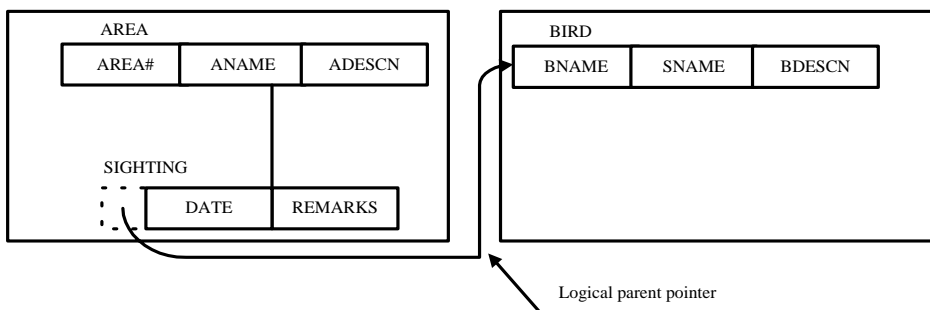 AREA
AREA# ANAME ADESCN
SIGHTING
DATE REMARKS
BIRD
BNAME SNAME BDESCN
Logical parent pointer